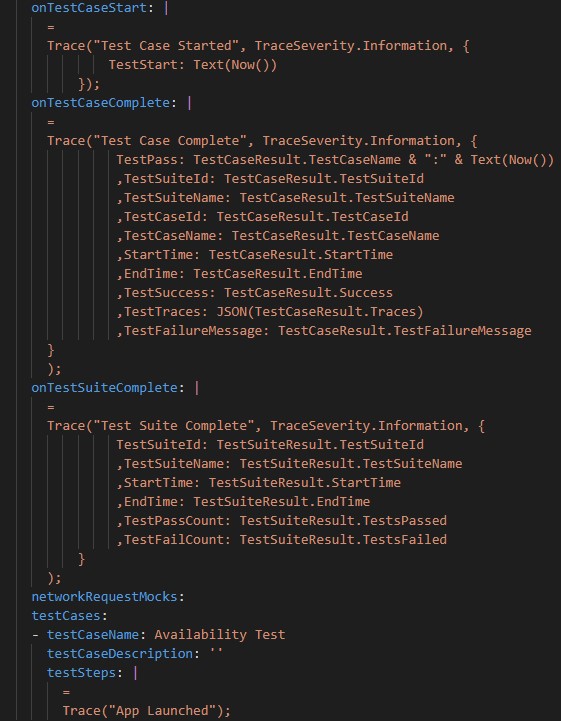 onTestCaseStart: |
=
Trace("Test Case Started", TraceSeverity.Information, {
TestStart: Text(Now())
});
onTestCaseComplete: |
=
Trace("Test Case Complete", TraceSeverity.Information, {
TestPass: TestCaseResult.TestCaseName & ":" & Text(Now())
,TestSuiteId: TestCaseResult.TestSuiteId
,TestSuiteName: TestCaseResult.TestSuiteName
,TestCaseId: TestCaseResult.TestCaseId
,TestCaseName: TestCaseResult.TestCaseName
,StartTime: TestCaseResult.StartTime
,EndTime: TestCaseResult.EndTime
,TestSuccess: TestCaseResult.Success
,TestTraces: JSON(TestCaseResult.Traces)
,TestFailureMessage: TestCaseResult.TestFailureMessage
}
);
onTestSuiteComplete: |
=
Trace("Test Suite Complete", TraceSeverity.Information, {
TestSuiteId: TestSuiteResult.TestSuiteId
,TestSuiteName: TestSuiteResult.TestSuiteName
,StartTime: TestSuiteResult.StartTime
,EndTime: TestSuiteResult.EndTime
,TestPassCount: TestSuiteResult.TestsPassed
,TestFailCount: TestSuiteResult.TestsFailed
}
);
networkRequestMocks:
testCases:
- testCaseName: Availability Test
testCaseDescription: ''
testSteps: |
=
Trace("App Launched");